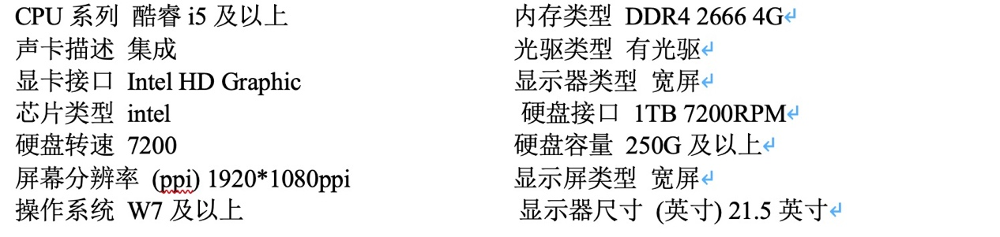 CPU 系列 酷睿 i5 及以上 内存类型 DDR4 2666 4G
声卡描述 集成 光驱类型 有光驱
显卡接口 Intel HD Graphic 显示器类型 宽屏
芯片类型 intel 硬盘接口 1TB 7200RPM
硬盘转速 7200 硬盘容量 250G 及以上
屏幕分辨率 (ppi) 1920*1080ppi 显示屏类型 宽屏
操作系统 W7 及以上 显示器尺寸 (英寸) 21.5 英寸